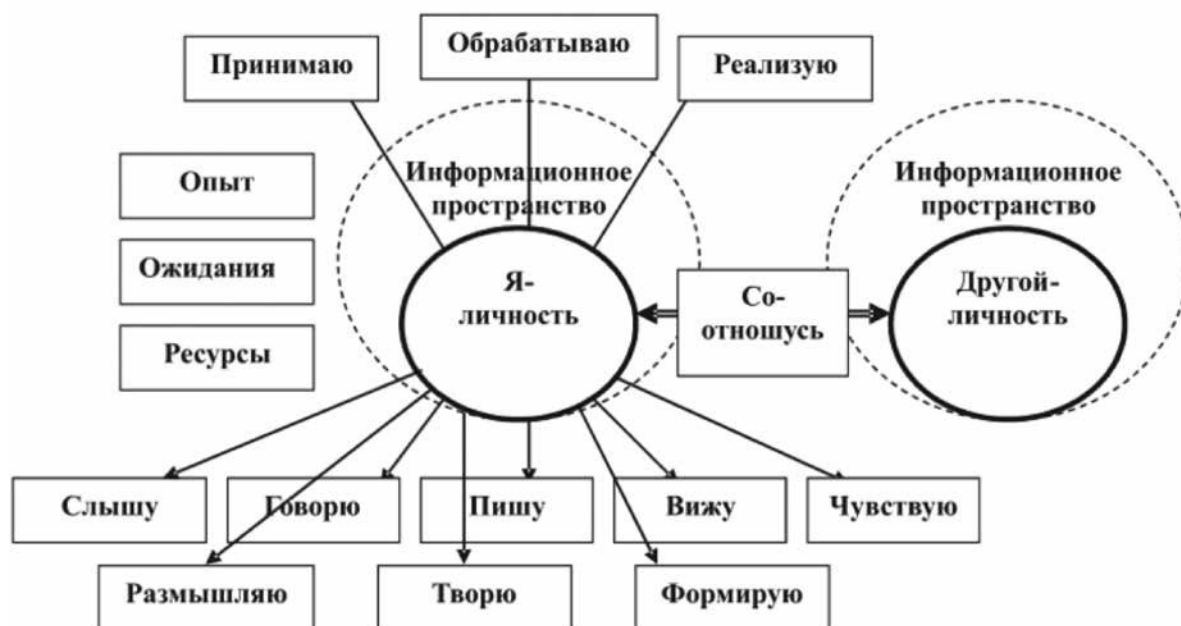 Обрабатываю
Принимаю
Реализую
Опыт
Ожидания
Ресурсы
Информационное
пространство
Я-
личность
Со-
отношусь
Информационное
пространство
Другой-
личность
Слышу
Говорю
Пишу
Вижу
Чувствую
Размышляю
Творю
Формирую